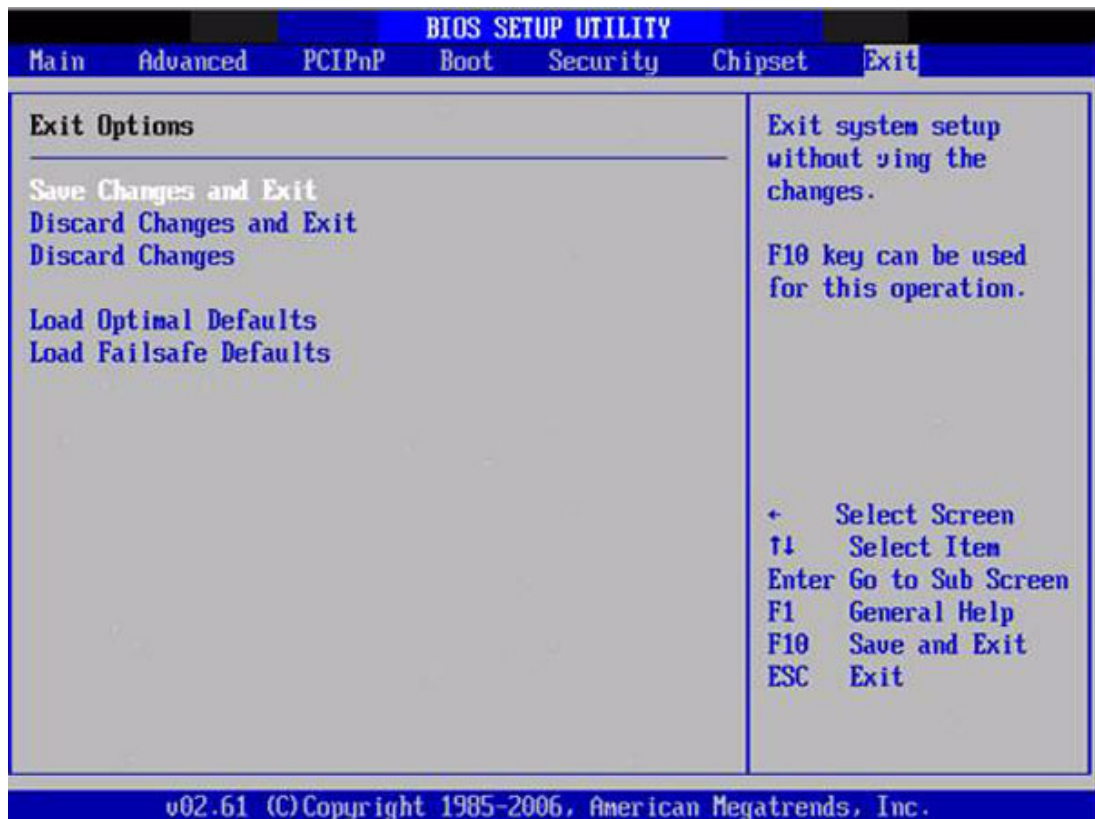 BIOS SETUP UTILITY
Main Advanced PCIPnP Boot Security Chipset Exit
Exit Options
Save Changes and Exit
Discard Changes and Exit
Discard Changes
Load Optimal Defaults
Load Failsafe Defaults
Exit system setup
without ving the
changes.
F10 key can be used
for this operation.
← Select Screen
↑↓ Select Item
Enter Go to Sub Screen
F1 General Help
F10 Save and Exit
ESC Exit
v02.61 (C)Copyright 1985-2006, American Megatrends, Inc.